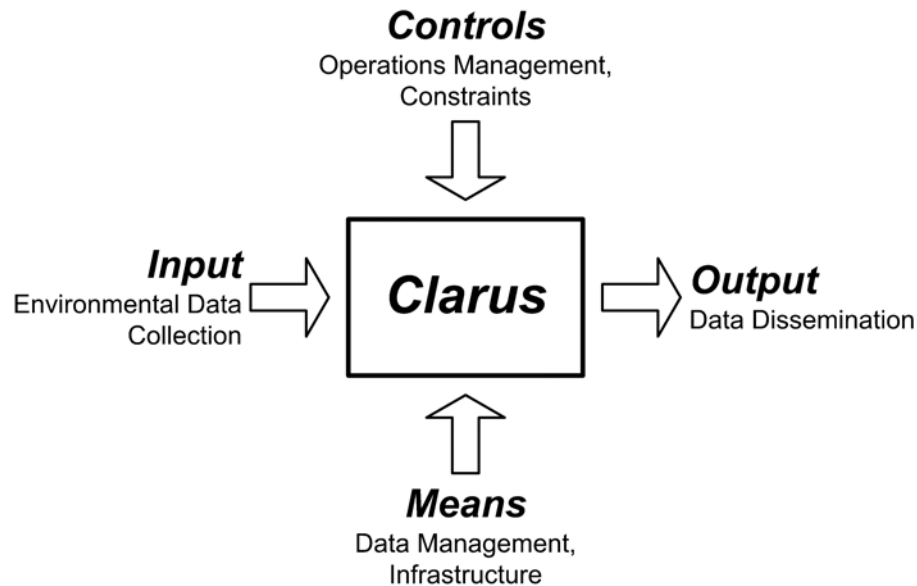 Controls
Operations Management,
Constraints
Input
Environmental Data
Collection
Clarus
Output
Data Dissemination
Means
Data Management,
Infrastructure